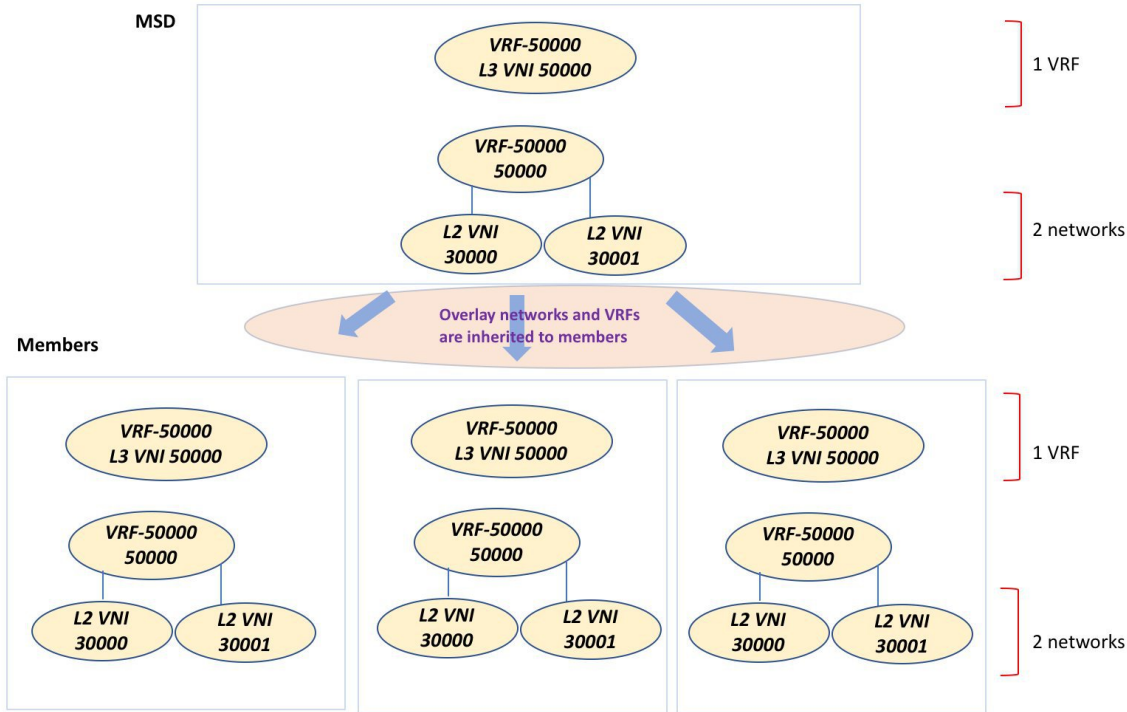 MSD
VRF-50000
L3 VNI 50000
1 VRF
VRF-50000
50000
L2 VNI
30000
L2 VNI
30001
2 networks
Overlay networks and VRFs
are inherited to members
Members
VRF-50000
L3 VNI 50000
VRF-50000
L3 VNI 50000
VRF-50000
L3 VNI 50000
1 VRF
VRF-50000
50000
VRF-50000
50000
VRF-50000
50000
L2 VNI
30000
L2 VNI
30001
L2 VNI
30000
L2 VNI
30001
L2 VNI
30000
L2 VNI
30001
2 networks